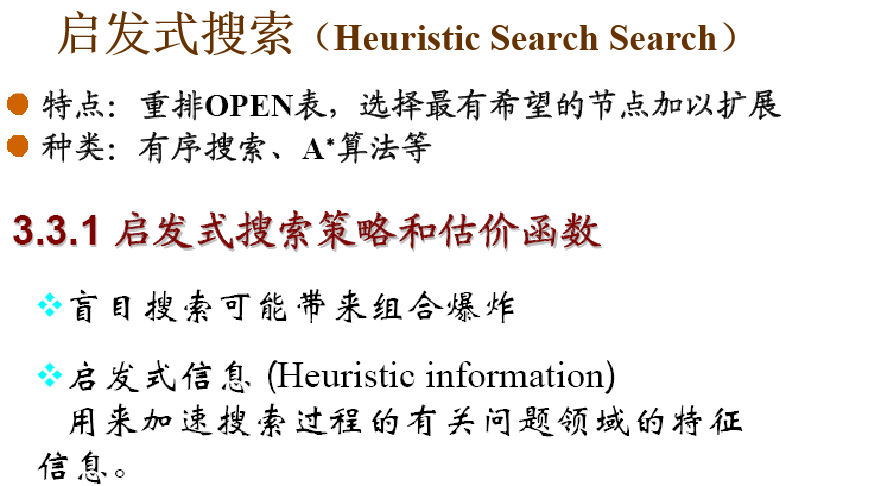 启发式搜索（Heuristic Search Search）
特点：重排OPEN表，选择最有希望的节点加以扩展
种类：有序搜索、A*算法等
3.3.1 启发式搜索策略和估价函数
盲目搜索可能带来组合爆炸
启发式信息 (Heuristic information)
用来加速搜索过程的有关问题领域的特征
信息。